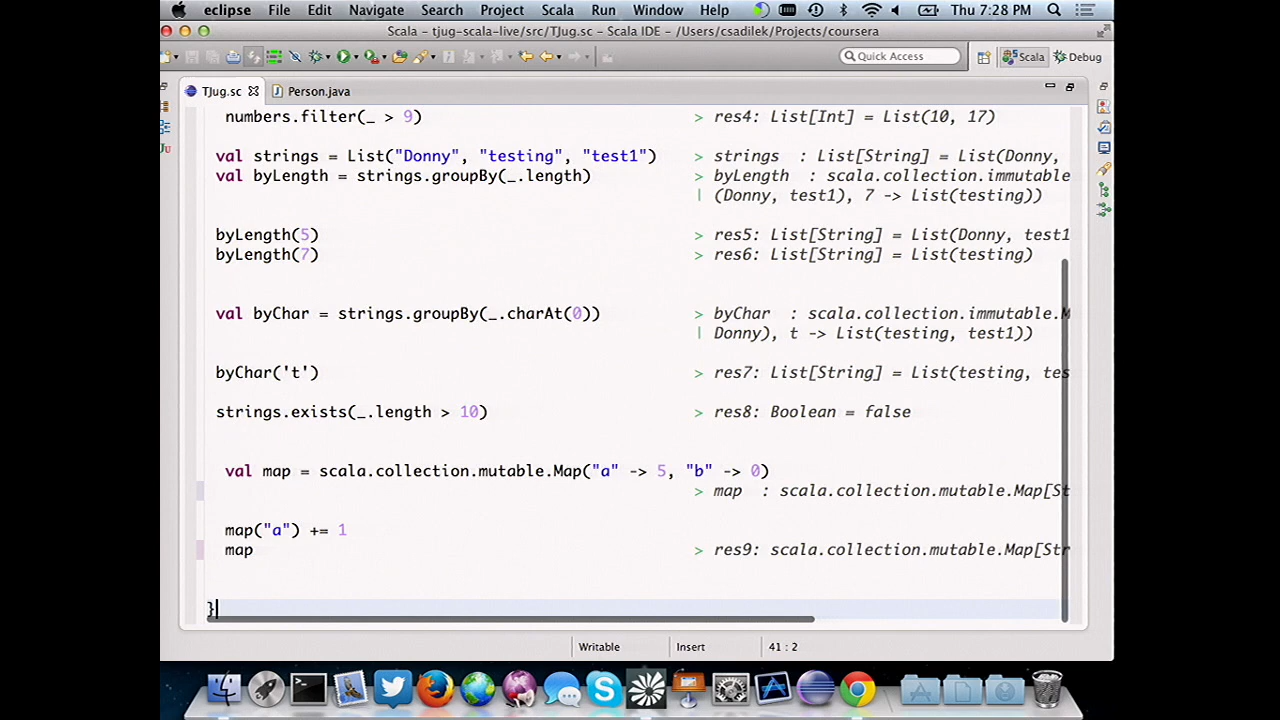 eclipse File Edit Navigate Search Project Scala Run Window Help Thu 7:28 PM
Scala - tjug-scala-live/src/TJug.sc - Scala IDE - /Users/csadilek/Projects/coursera
Quick Access Scala Debug
TJug.sc Person.java
numbers.filter(_ > 9) > res4: List[Int] = List(10, 17)
val strings = List("Donny", "testing", "test1") > strings : List[String] = List(Donny,
val byLength = strings.groupBy(_.length) > byLength : scala.collection.immutable
| (Donny, test1), 7 -> List(testing))
byLength(5) > res5: List[String] = List(Donny, test1
byLength(7) > res6: List[String] = List(testing)
val byChar = strings.groupBy(_.charAt(0)) > byChar : scala.collection.immutable.M
| Donny), t -> List(testing, test1))
byChar('t') > res7: List[String] = List(testing, tes
strings.exists(_.length > 10) > res8: Boolean = false
val map = scala.collection.mutable.Map("a" -> 5, "b" -> 0)
> map : scala.collection.mutable.Map[St
map("a") += 1
map > res9: scala.collection.mutable.Map[Str
}
Writable Insert 41 : 2